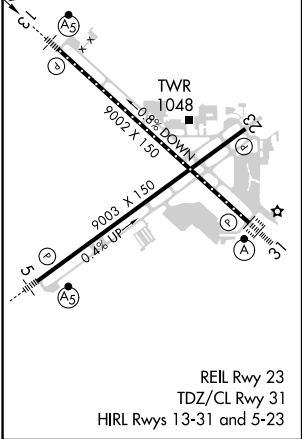 13
A5
P
TWR
1048
0.8% DOWN
9002 X 150
23
P
9003 X 150
0.4% UP
P
A
31
P
5
A5
REIL Rwy 23
TDZ/CL Rwy 31
HIRL Rwys 13-31 and 5-23